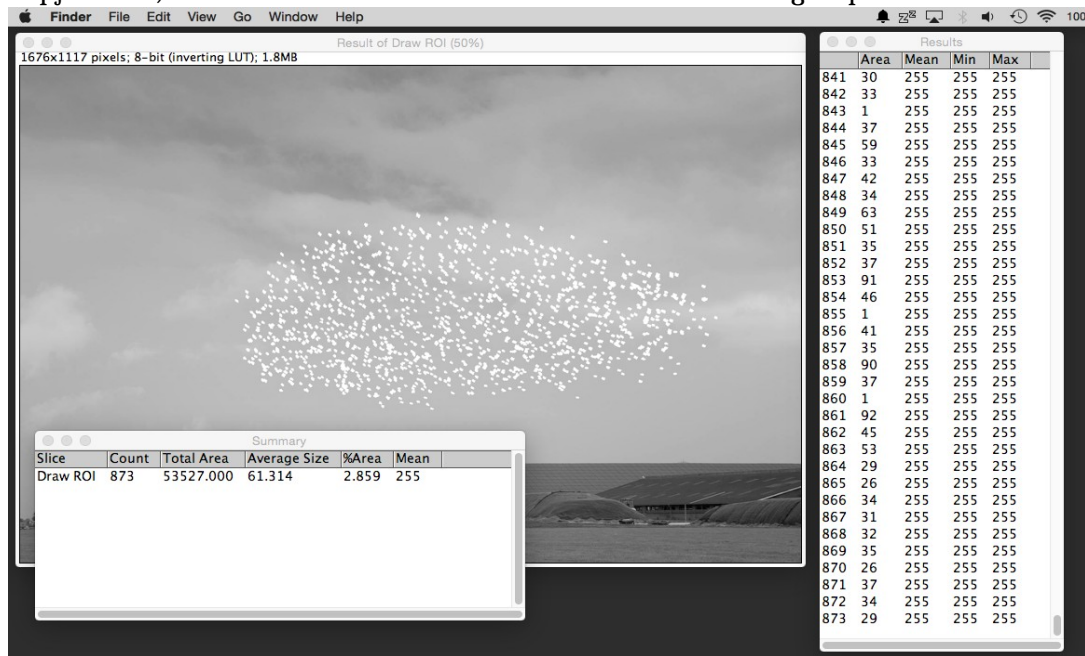 Finder File Edit View Go Window Help 100
Result of Draw ROI (50%)
1676x1117 pixels; 8-bit (inverting LUT); 1.8MB
Summary
Slice Count Total Area Average Size %Area Mean
Draw ROI 873 53527.000 61.314 2.859 255
Results
Area Mean Min Max
841 30 255 255 255
842 33 255 255 255
843 1 255 255 255
844 37 255 255 255
845 59 255 255 255
846 33 255 255 255
847 42 255 255 255
848 34 255 255 255
849 63 255 255 255
850 51 255 255 255
851 35 255 255 255
852 37 255 255 255
853 91 255 255 255
854 46 255 255 255
855 1 255 255 255
856 41 255 255 255
857 35 255 255 255
858 90 255 255 255
859 37 255 255 255
860 1 255 255 255
861 92 255 255 255
862 45 255 255 255
863 53 255 255 255
864 29 255 255 255
865 26 255 255 255
866 34 255 255 255
867 31 255 255 255
868 32 255 255 255
869 35 255 255 255
870 26 255 255 255
871 37 255 255 255
872 34 255 255 255
873 29 255 255 255